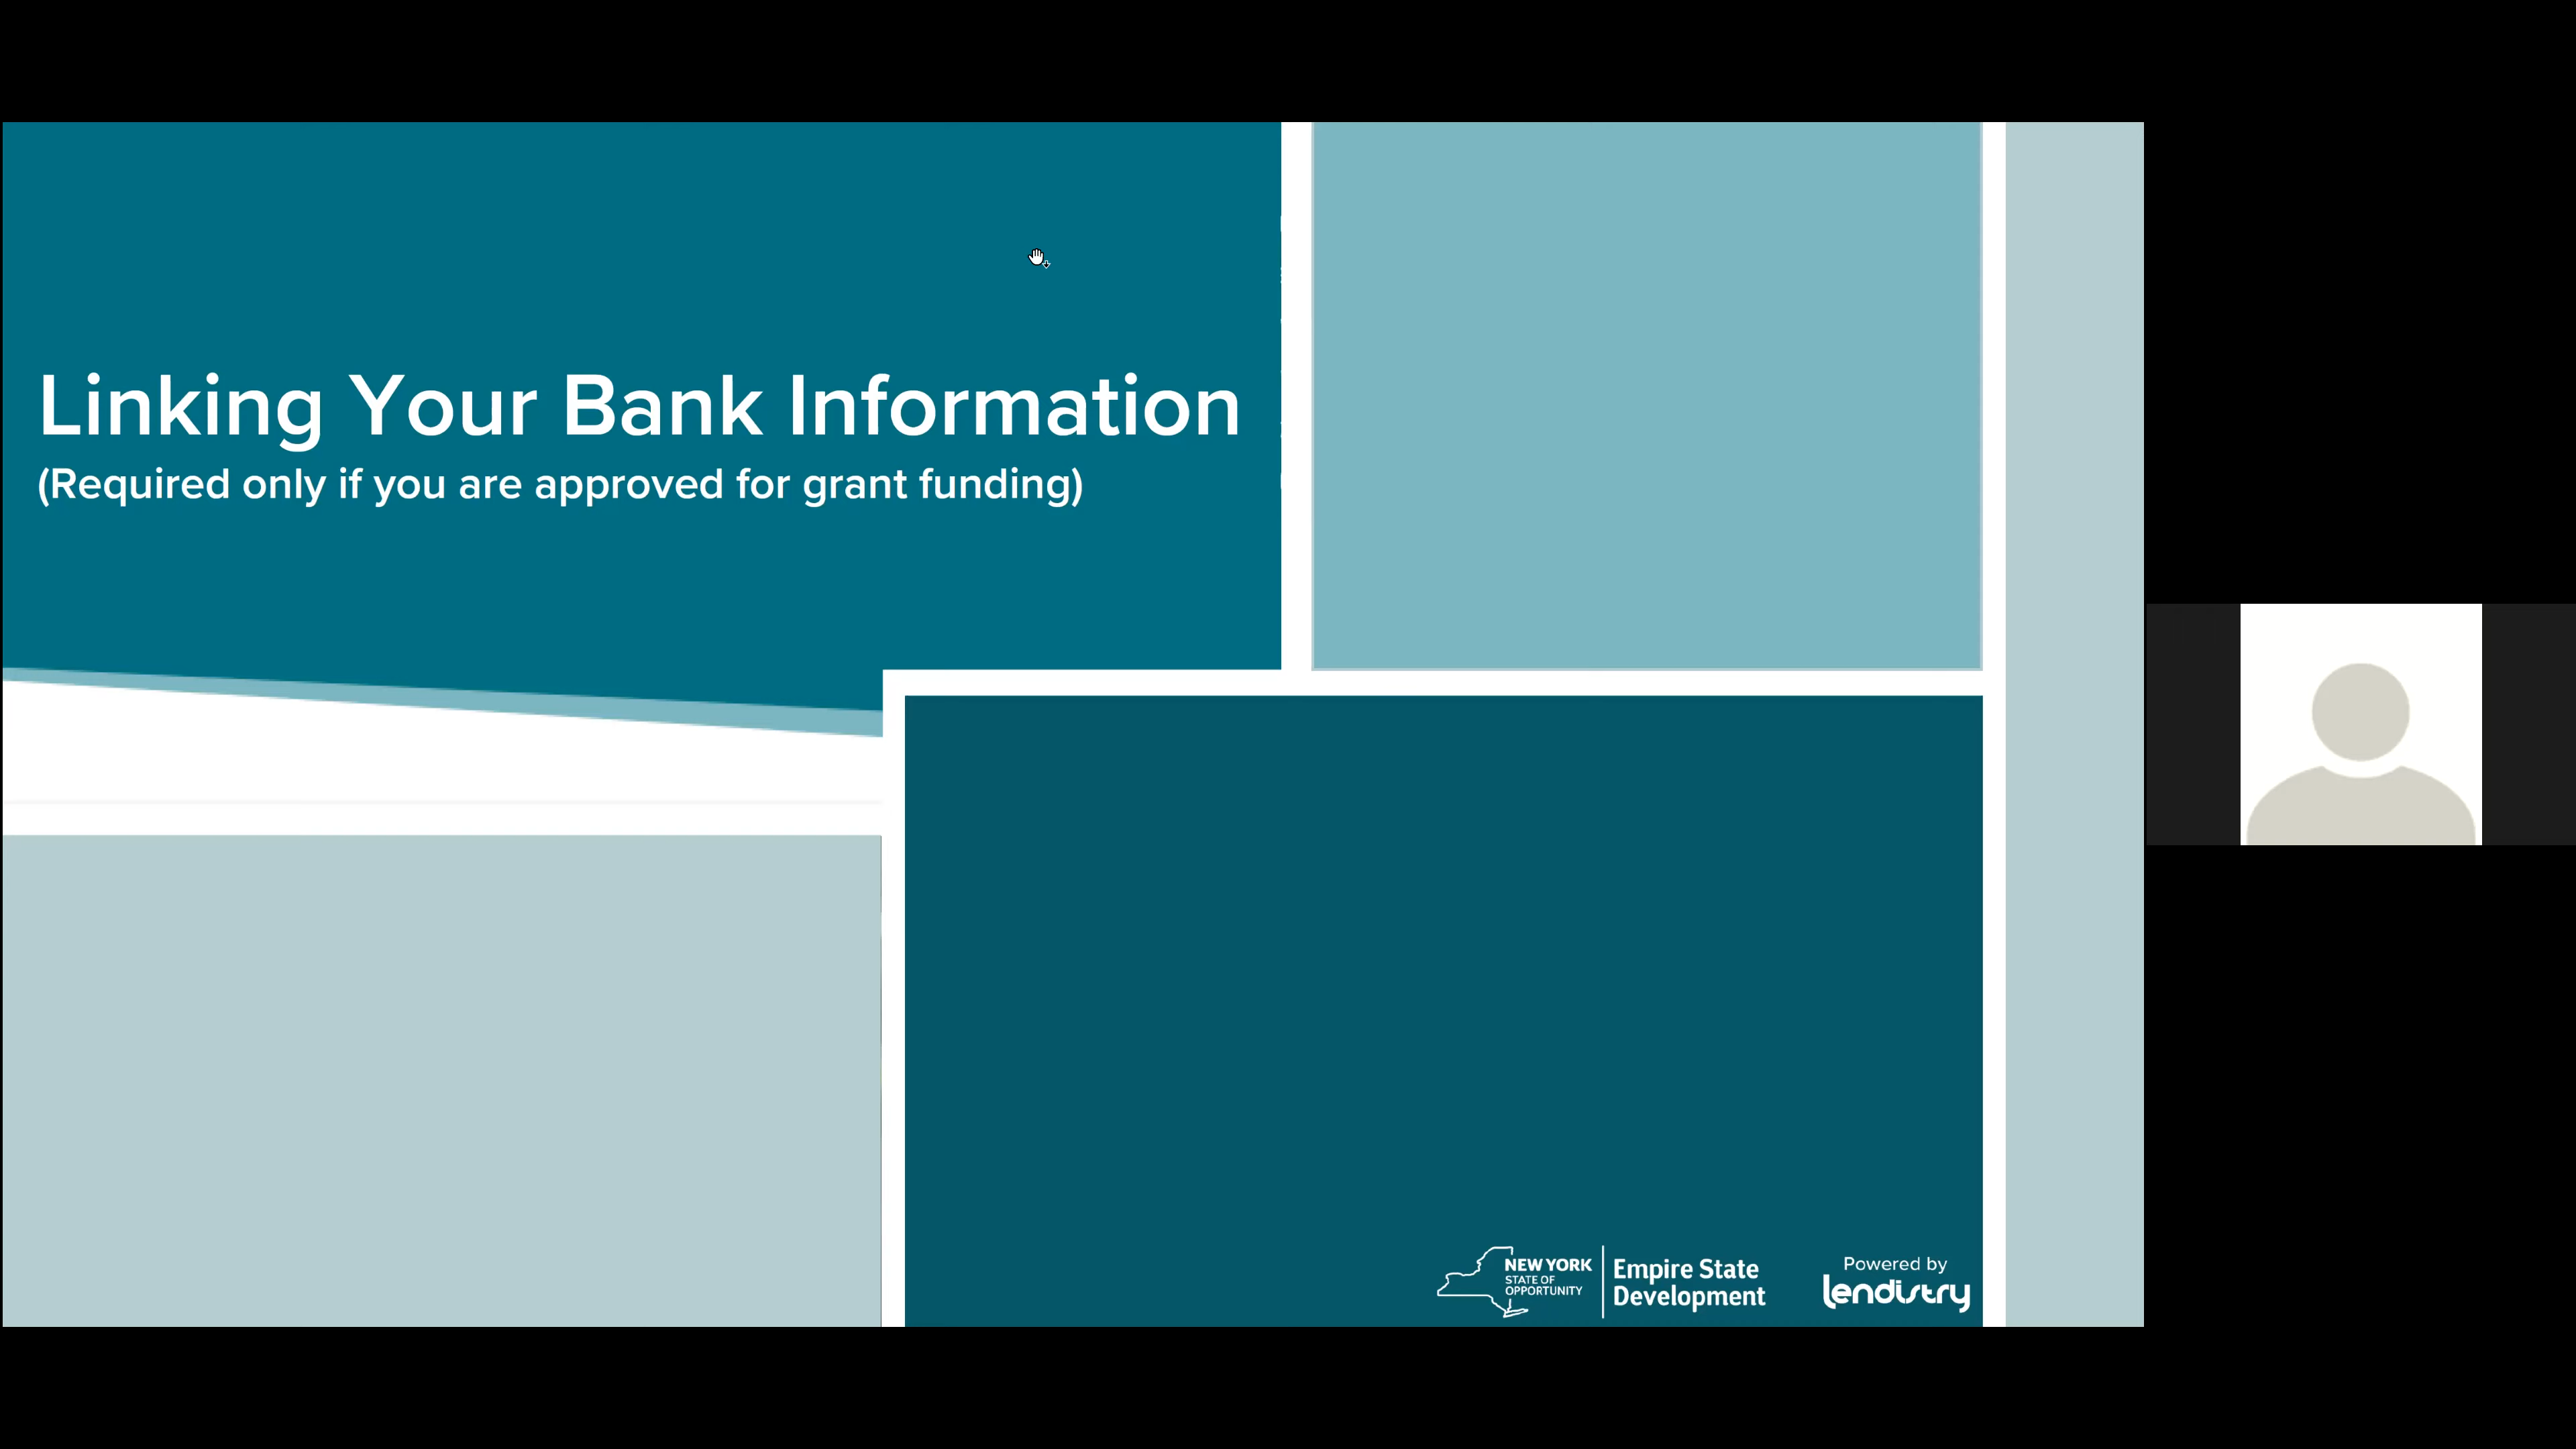 Linking Your Bank Information
(Required only if you are approved for grant funding)
NEW YORK
STATE OF
OPPORTUNITY
Empire State
Development
Powered by
lendistry